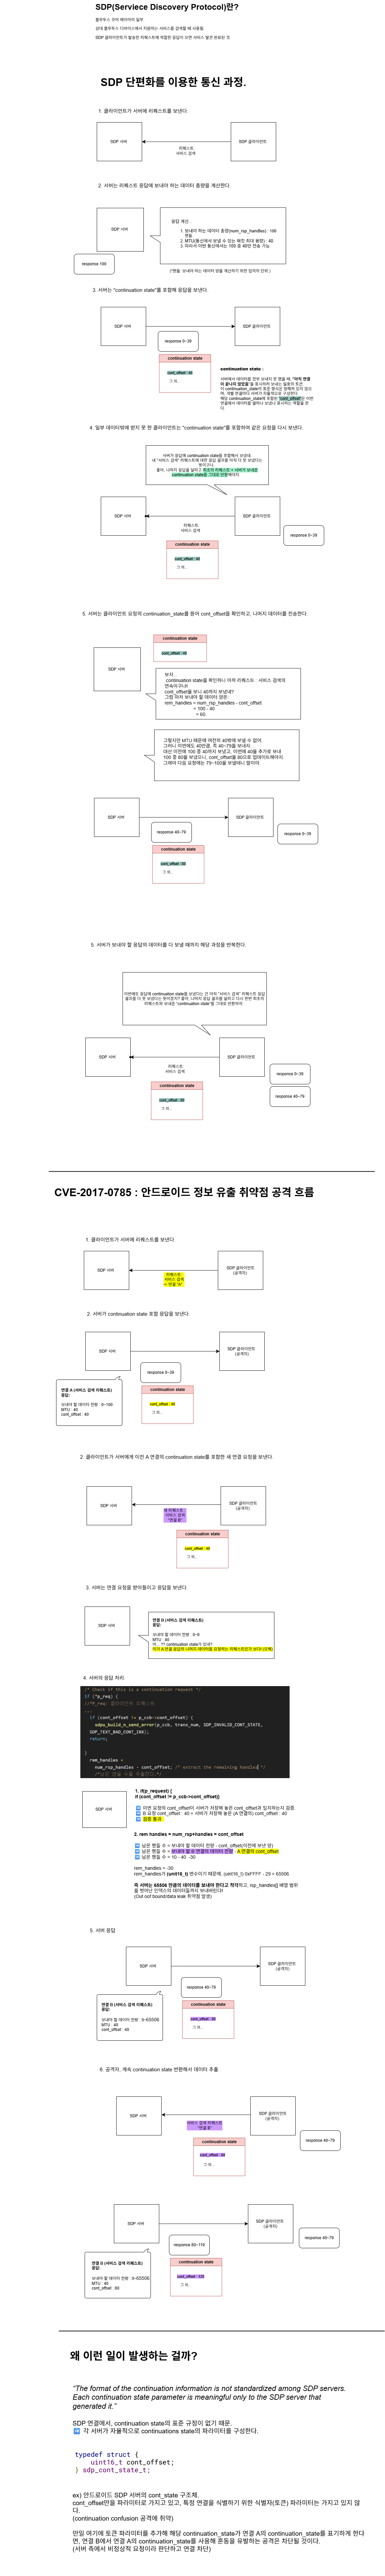 SDP(Serviece Discovery Protocol)란?
블루투스 코어 레이어의 일부.
상대 블루투스 디바이스에서 지원하는 서비스를 검색할 때 사용됨.
SDP 클라이언트가 발송한 리퀘스트에 적합한 응답이 오면 서비스 발견 완료된 것.
SDP 단편화를 이용한 통신 과정.
1. 클라이언트가 서버에 리퀘스트를 보낸다.
SDP 서버
SDP 클라이언트
리퀘스트:
서비스 검색
2. 서버는 리퀘스트 응답에 보내야 하는 데이터 총량을 계산한다.
SDP 서버
응답 계산...
1. 보내야 하는 데이터 총량(num_rsp_handles) : 100
핸들.
2. MTU(통신에서 보낼 수 있는 패킷 최대 용량) : 40
3. 따라서 이번 통신에서는 100 중 40만 전송 가능.
response 100
(*핸들: 보내야 하는 데이터 양을 계산하기 위한 임의의 단위.)
3. 서버는 "continuation state"를 포함해 응답을 보낸다.
SDP 서버
SDP 클라이언트
response 0~39
continuation state
cont_offset : 40
그 외..
continuation state :
서버에서 데이터를 전부 보내지 못 했을 때, "아직 연결
이 끝나지 않았음"을 표시하려 보내는 일종의 토큰.
이 continuation_state의 표준 형식은 정해져 있지 않으
며, 개별 연결마다 서버가 자율적으로 구성한다.
해당 continuation_state에 포함된 "cont_offset"는 이번
연결에서 데이터를 얼마나 보냈나 표시하는 역할을 한
다.
4. 일부 데이터밖에 받지 못 한 클라이언트는 "continuation state"를 포함하여 같은 요청을 다시 보낸다.
서버가 응답에 continuation state를 포함해서 보냈네.
내 "서비스 검색" 리퀘스트에 대한 응답 결과를 아직 다 못 보냈다는
뜻이구나.
좋아, 나머지 응답을 달라고 최초의 리퀘스트 + 서버가 보내준
continuation state를 그대로 반환해야지.
SDP 서버
SDP 클라이언트
리퀘스트:
서비스 검색
response 0~39
continuation state
cont_offset : 40
그 외..
5. 서버는 클라이언트 요청의 continuation_state를 뜯어 cont_offset을 확인하고, 나머지 데이터를 전송한다.
continuation state
cont_offset : 40
SDP 서버
보자...
continuation state를 확인하니 아까 리퀘스트 : 서비스 검색의
연속이구나!
cont_offset을 보니 40까지 보냈네?
그럼 마저 보내야 할 데이터 양은:
rem_handles = num_rsp_handles - cont_offset
= 100 - 40
= 60.
그렇지만 MTU 때문에 여전히 40밖에 보낼 수 없어.
그러니 이번에도 40만큼, 즉 40~79를 보내자.
대신 이전에 100 중 40까지 보냈고, 이번에 40을 추가로 보내
100 중 80을 보냈으니, cont_offset을 80으로 업데이트해야지.
그래야 다음 요청에는 79~100을 보낼테니 말이야.
SDP 서버
SDP 클라이언트
response 40~79
response 0~39
continuation state
cont_offset : 80
그 외..
5. 서버가 보내야 할 응답의 데이터를 다 보낼 때까지 해당 과정을 반복한다.
이번에도 응답에 continuation state를 보냈다는 건 아직 "서비스 검색" 리퀘스트 응답
결과를 다 못 보냈다는 뜻이겠지? 좋아, 나머지 응답 결과를 달라고 다시 한번 최초의
리퀘스트와 보내준 "continuation state"를 그대로 반환하자.
SDP 서버
SDP 클라이언트
리퀘스트:
서비스 검색
response 0~39
response 40~79
continuation state
cont_offset : 80
그 외..
CVE-2017-0785 : 안드로이드 정보 유출 취약점 공격 흐름
1. 클라이언트가 서버에 리퀘스트를 보낸다.
SDP 서버
SDP 클라이언트
(공격자)
리퀘스트 :
서비스 검색
-> 연결 "A"
2. 서버가 continuation state 포함 응답을 보낸다.
SDP 서버
SDP 클라이언트
(공격자)
response 0~39
연결 A (서비스 검색 리퀘스트)
응답:
보내야 할 데이터 전량 : 0~100
MTU : 40
cont_offset : 40
continuation state
cont_offset : 40
그 외..
2. 클라이언트가 서버에게 이전 A 연결의 continuation state를 포함한 새 연결 요청을 보낸다.
SDP 서버
SDP 클라이언트
(공격자)
새 리퀘스트 :
서비스 검색
"연결 B"
continuation state
cont_offset : 40
그 외..
3. 서버는 연결 요청을 받아들이고 응답을 보낸다.
SDP 서버
연결 B (서비스 검색 리퀘스트)
응답:
보내야 할 데이터 전량 : 0~9
MTU : 40
어.... ?? continuation state가 있네?
아까 A 연결 응답의 나머지 데이터를 요청하는 리퀘스트인가 보다! (오해)
4. 서버의 응답 처리.
/* Check if this is a continuation request */
if (*p_req) {
//*P_req: 클라이언트 리퀘스트
...
if (cont_offset != p_ccb->cont_offset) {
sdpu_build_n_send_error(p_ccb, trans_num, SDP_INVALID_CONT_STATE,
SDP_TEXT_BAD_CONT_INX);
return;
}
rem_handles =
num_rsp_handles - cont_offset; /* extract the remaining handles */
/*남은 핸들 수를 추출한다.*/
SDP 서버
1. if(p_request) {
if (cont_offset != p_ccb->cont_offset){
➡ 이번 요청의 cont_offset이 서버가 저장해 놓은 cont_offset과 일치하는지 검증.
➡ B 요청 cont_offset : 40 = 서버가 저장해 놓은 (A 연결의) cont_offset : 40
➡ 검증 통과.
2. rem handles = num_rsp+handles = cont_offset
➡ 남은 핸들 수 = 보내야 할 데이터 전량 - cont_offset(이전에 보낸 양)
➡ 남은 핸들 수 = 보내야 할 B 연결의 데이터 전량 - A 연결의 cont_offset
➡ 남은 핸들 수 = 10 - 40 -30
rem_handles = -30
rem_handles가 (unit16_t) 변수이기 때문에, (uint16_t) 0xFFFF - 29 = 65506
즉 서버는 65506 만큼의 데이터를 보내야 한다고 착각하고, rsp_handles[] 배열 범위
를 벗어난 인덱스의 데이터들까지 보내버린다!
(Out oof bound/data leak 취약점 발생)
5. 서버 응답
SDP 서버
SDP 클라이언트
(공격자)
response 40~79
연결 B (서비스 검색 리퀘스트)
응답:
보내야 할 데이터 전량 : 0~65506
MTU : 40
cont_offset : 40
continuation state
cont_offset : 80
그 외..
6. 공격자, 계속 continuation state 반환해서 데이터 추출.
SDP 서버
SDP 클라이언트
(공격자)
서비스 검색 리퀘스트
"연결 B"
response 40~79
continuation state
cont_offset : 80
그 외..
SDP 서버
SDP 클라이언트
(공격자)
response 80~119
response 40~79
연결 B (서비스 검색 리퀘스트)
응답:
보내야 할 데이터 전량 : 0~65506
MTU : 40
cont_offset : 80
continuation state
cont_offset : 120
그 외..
왜 이런 일이 발생하는 걸까?
“The format of the continuation information is not standardized among SDP servers.
Each continuation state parameter is meaningful only to the SDP server that
generated it.”
SDP 연결에서, continuation state의 표준 규정이 없기 때문.
➡ 각 서버가 자율적으로 continuations state의 파라미터를 구성한다.
typedef struct {
uint16_t cont_offset;
} sdp_cont_state_t;
ex) 안드로이드 SDP 서버의 cont_state 구조체.
cont_offset만을 파라미터로 가지고 있고, 특정 연결을 식별하기 위한 식별자(토큰) 파라미터는 가지고 있지 않
다.
(continuation confusion 공격에 취약)
만일 여기에 토큰 파라미터를 추가해 해당 continuation_state가 연결 A의 continuation_state를 표기하게 한다
면, 연결 B에서 연결 A의 continuation_state를 사용해 혼동을 유발하는 공격은 차단될 것이다.
(서버 측에서 비정상적 요청이라 판단하고 연결 차단)